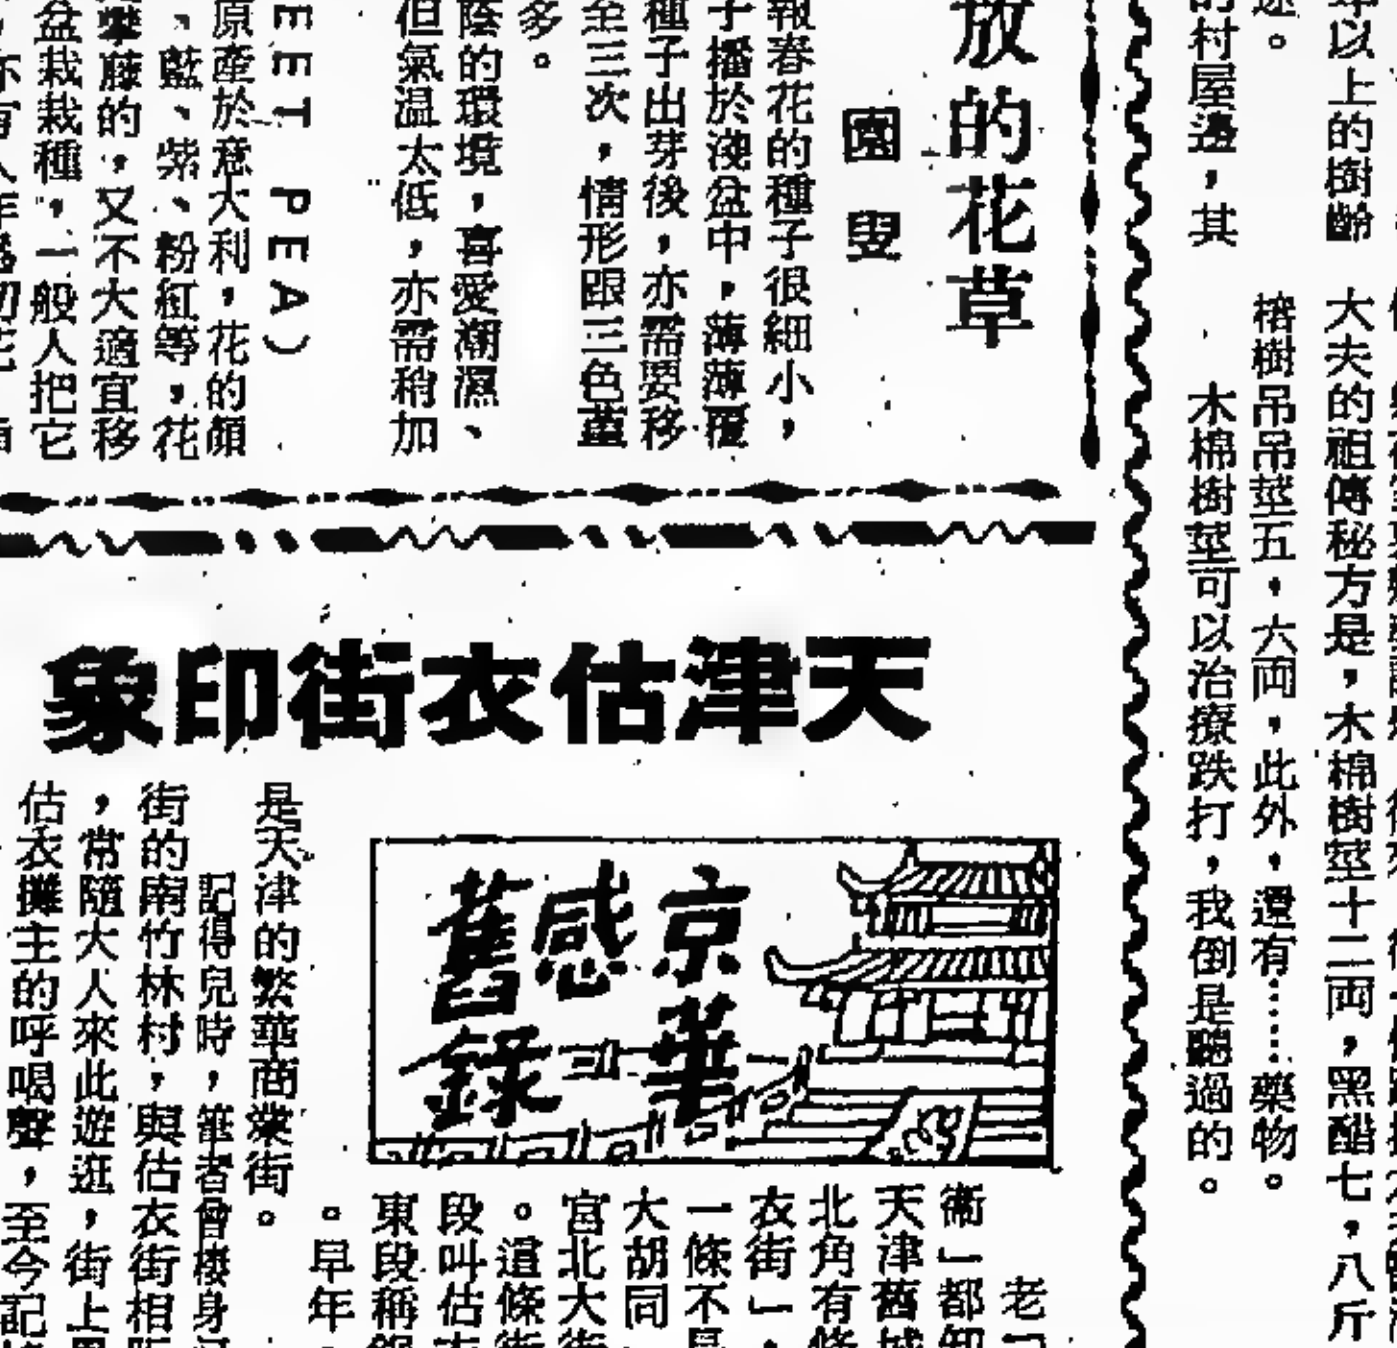 年以上的樹齡
大夫的祖傳秘方是，木棉樹莖十二両，黑醋七，八斤
途。
榕樹吊吊莖五，六両，此外，還有……藥物。
的村屋邊，其
木棉樹莖可以治療跌打，我倒是聽過的。
放的花草
園叟
報春花的種子很細小，
子播於淺盆中，薄薄覆
種子出芽後，亦需要移
至三次，情形跟三色菫
多。
陰的環境，喜愛潮濕、
但氣温太低，亦需稍加
EET PEA）
原產於意大利，花的顏
、藍、紫、粉紅等，花
攀藤的，又不大適宜移
盆栽栽種，一般人把它
天津估衣街印象
京華感舊錄
老「
衞」都知
天津舊城
北角有條
衣街」，
一條不是
大胡同
宮北大街
。這條街
段叫估衣
東段稱鍋
。早年
是天津的繁華商業街。
記得兒時，筆者曾棲身河
街的南竹林村，與估衣街相距
，常隨大人來此遊逛，街上
估衣攤主的呼喝聲，至今記